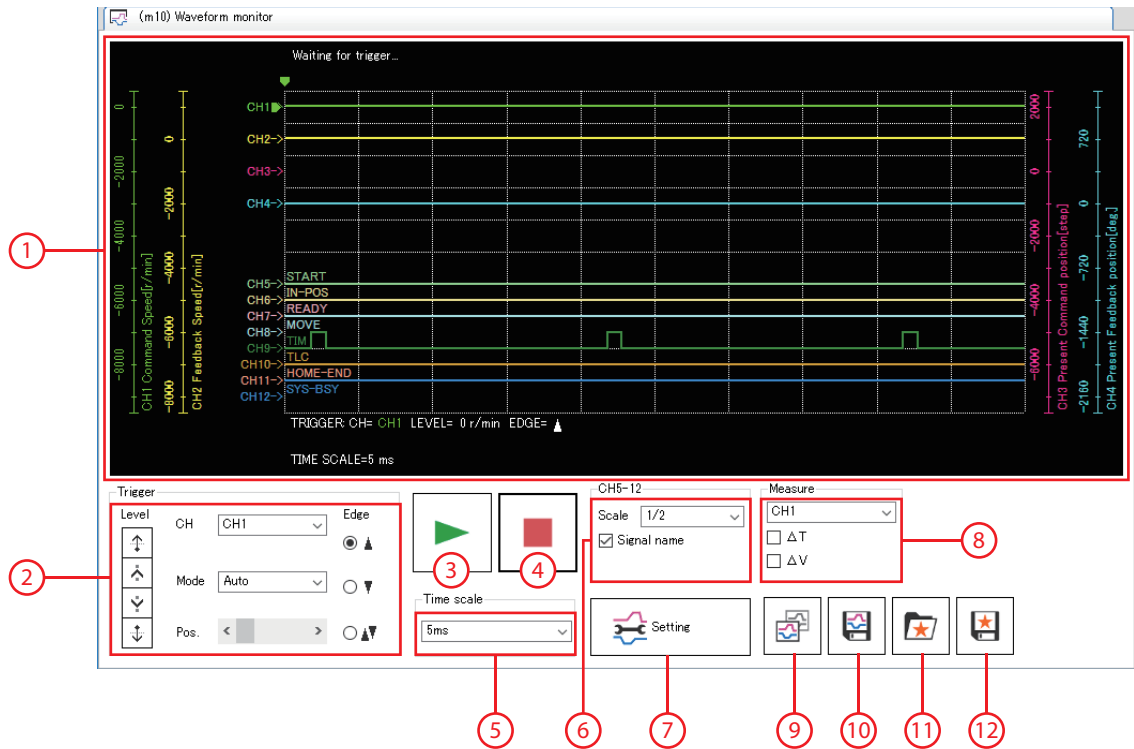 (m10) Waveform monitor
Waiting for trigger...
0
-2000
-4000
-6000
-8000
CH1 Command Speed[r/min]
0
-2000
-4000
-6000
-8000
CH2 Feedback Speed[r/min]
CH1
CH2->
CH3->
CH4->
CH5-> START
CH6-> IN-POS
CH7-> READY
CH8-> MOVE
CH9-> TIM
CH10-> TLC
CH11-> HOME-END
CH12-> SYS-BSY
2000
0
-2000
-4000
-6000
CH3 Present Command position[step]
720
0
-720
-1440
-2160
CH4 Present Feedback position[deg.]
TRIGGER: CH= CH1 LEVEL= 0 r/min EDGE=
TIME SCALE=5 ms
1
Trigger
Level
CH CH1
Edge
Mode Auto
Pos. < >
2
3
4
Time scale
5ms
5
CH5-12
Scale 1/2
Signal name
6
Setting
7
Measure
CH1
ΔT
ΔV
8
9
10
11
12